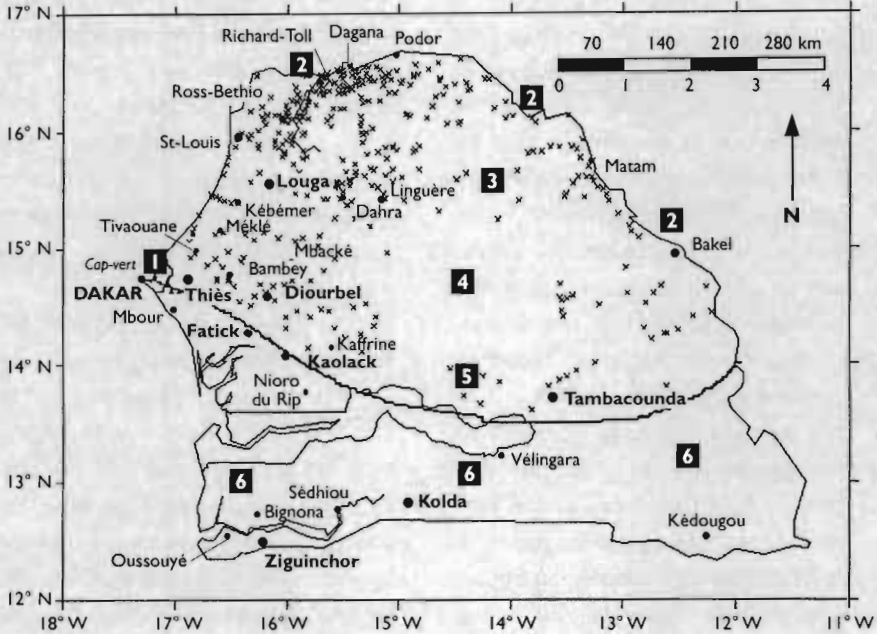 17° N
Richard-Toll
Dagana
Podor
70 140 210 280 km
0 1 2 3 4
2
2
Ross-Bethio
16° N
St-Louis
Matam
3
Louga
Linguère
N
Kébémer
Dahra
2
Tivaouane
Méklé
15° N
Mbacké
Bakel
1
Cap-vert
Bambey
4
DAKAR
Thiès
Diourbel
Mbour
Fatick
Kaffrine
14° N
Kaolack
5
Nioro
du Rip
Tambacounda
Vélingara
6
6
6
13° N
Sédhiou
Kolda
Bignona
Kédougou
Oussouyé
Ziguinchor
12° N
18°W 17°W 16°W 15°W 14°W 13°W 12°W 11°W